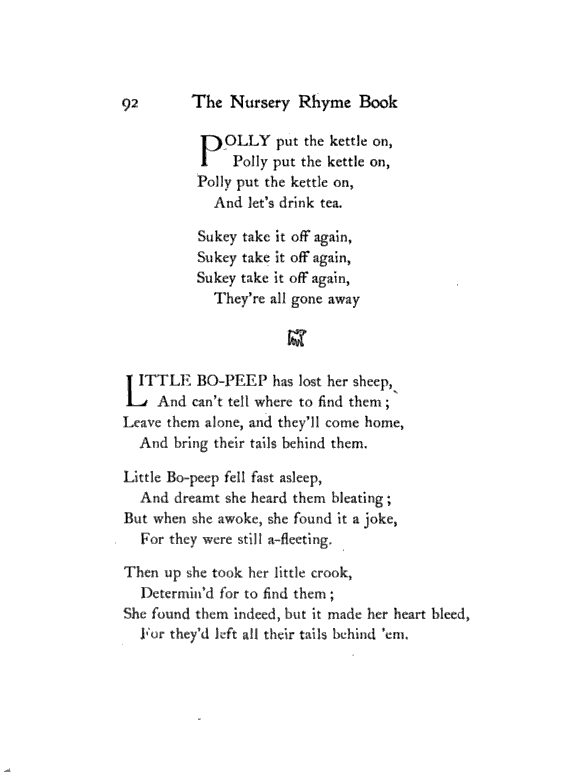 92 The Nursery Rhyme Book
POLLY put the kettle on,
Polly put the kettle on,
Polly put the kettle on,
And let's drink tea.
Sukey take it off again,
Sukey take it off again,
Sukey take it off again,
They're all gone away
LITTLE BO-PEEP has lost her sheep,
And can't tell where to find them ;
Leave them alone, and they'll come home,
And bring their tails behind them.
Little Bo-peep fell fast asleep,
And dreamt she heard them bleating ;
But when she awoke, she found it a joke,
For they were still a-fleeting.
Then up she took her little crook,
Determin'd for to find them ;
She found them indeed, but it made her heart bleed,
For they'd left all their tails behind 'em.